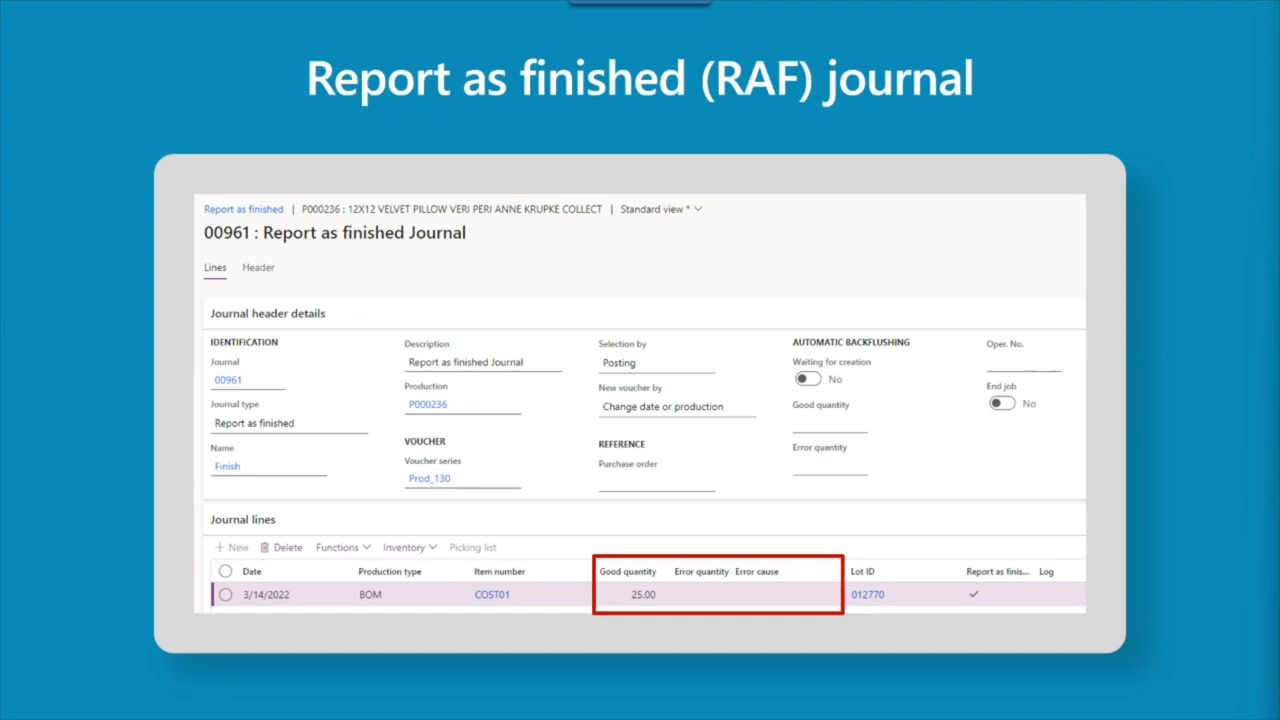 Report as finished (RAF) journal
Report as finished | P000236 : 12X12 VELVET PILLOW VERI PERI ANNE KRUPKE COLLECT | Standard view *
00961 : Report as finished Journal
Lines Header
Journal header details
IDENTIFICATION
Journal
00961
Journal type
Report as finished
Name
Finish
Description
Report as finished Journal
Production
P000236
VOUCHER
Voucher series
Prod_130
Selection by
Posting
New voucher by
Change date or production
REFERENCE
Purchase order
AUTOMATIC BACKFLUSHING
Waiting for creation
No
Good quantity
Error quantity
Oper. No.
End job
No
Journal lines
+ New Delete Functions Inventory Picking list
Date Production type Item number Good quantity Error quantity Error cause Lot ID Report as finis... Log
3/14/2022 BOM COST01 25.00 012770